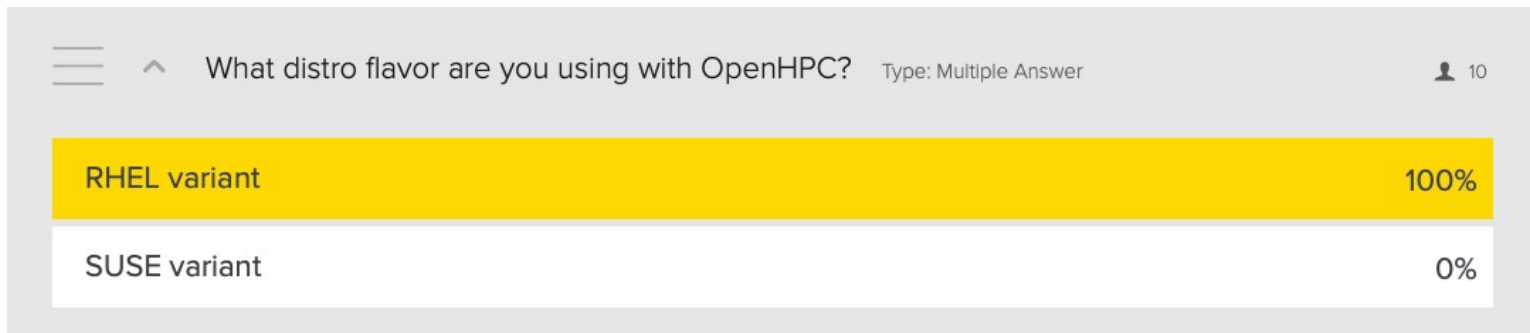 What distro flavor are you using with OpenHPC? Type: Multiple Answer 10
RHEL variant 100%
SUSE variant 0%